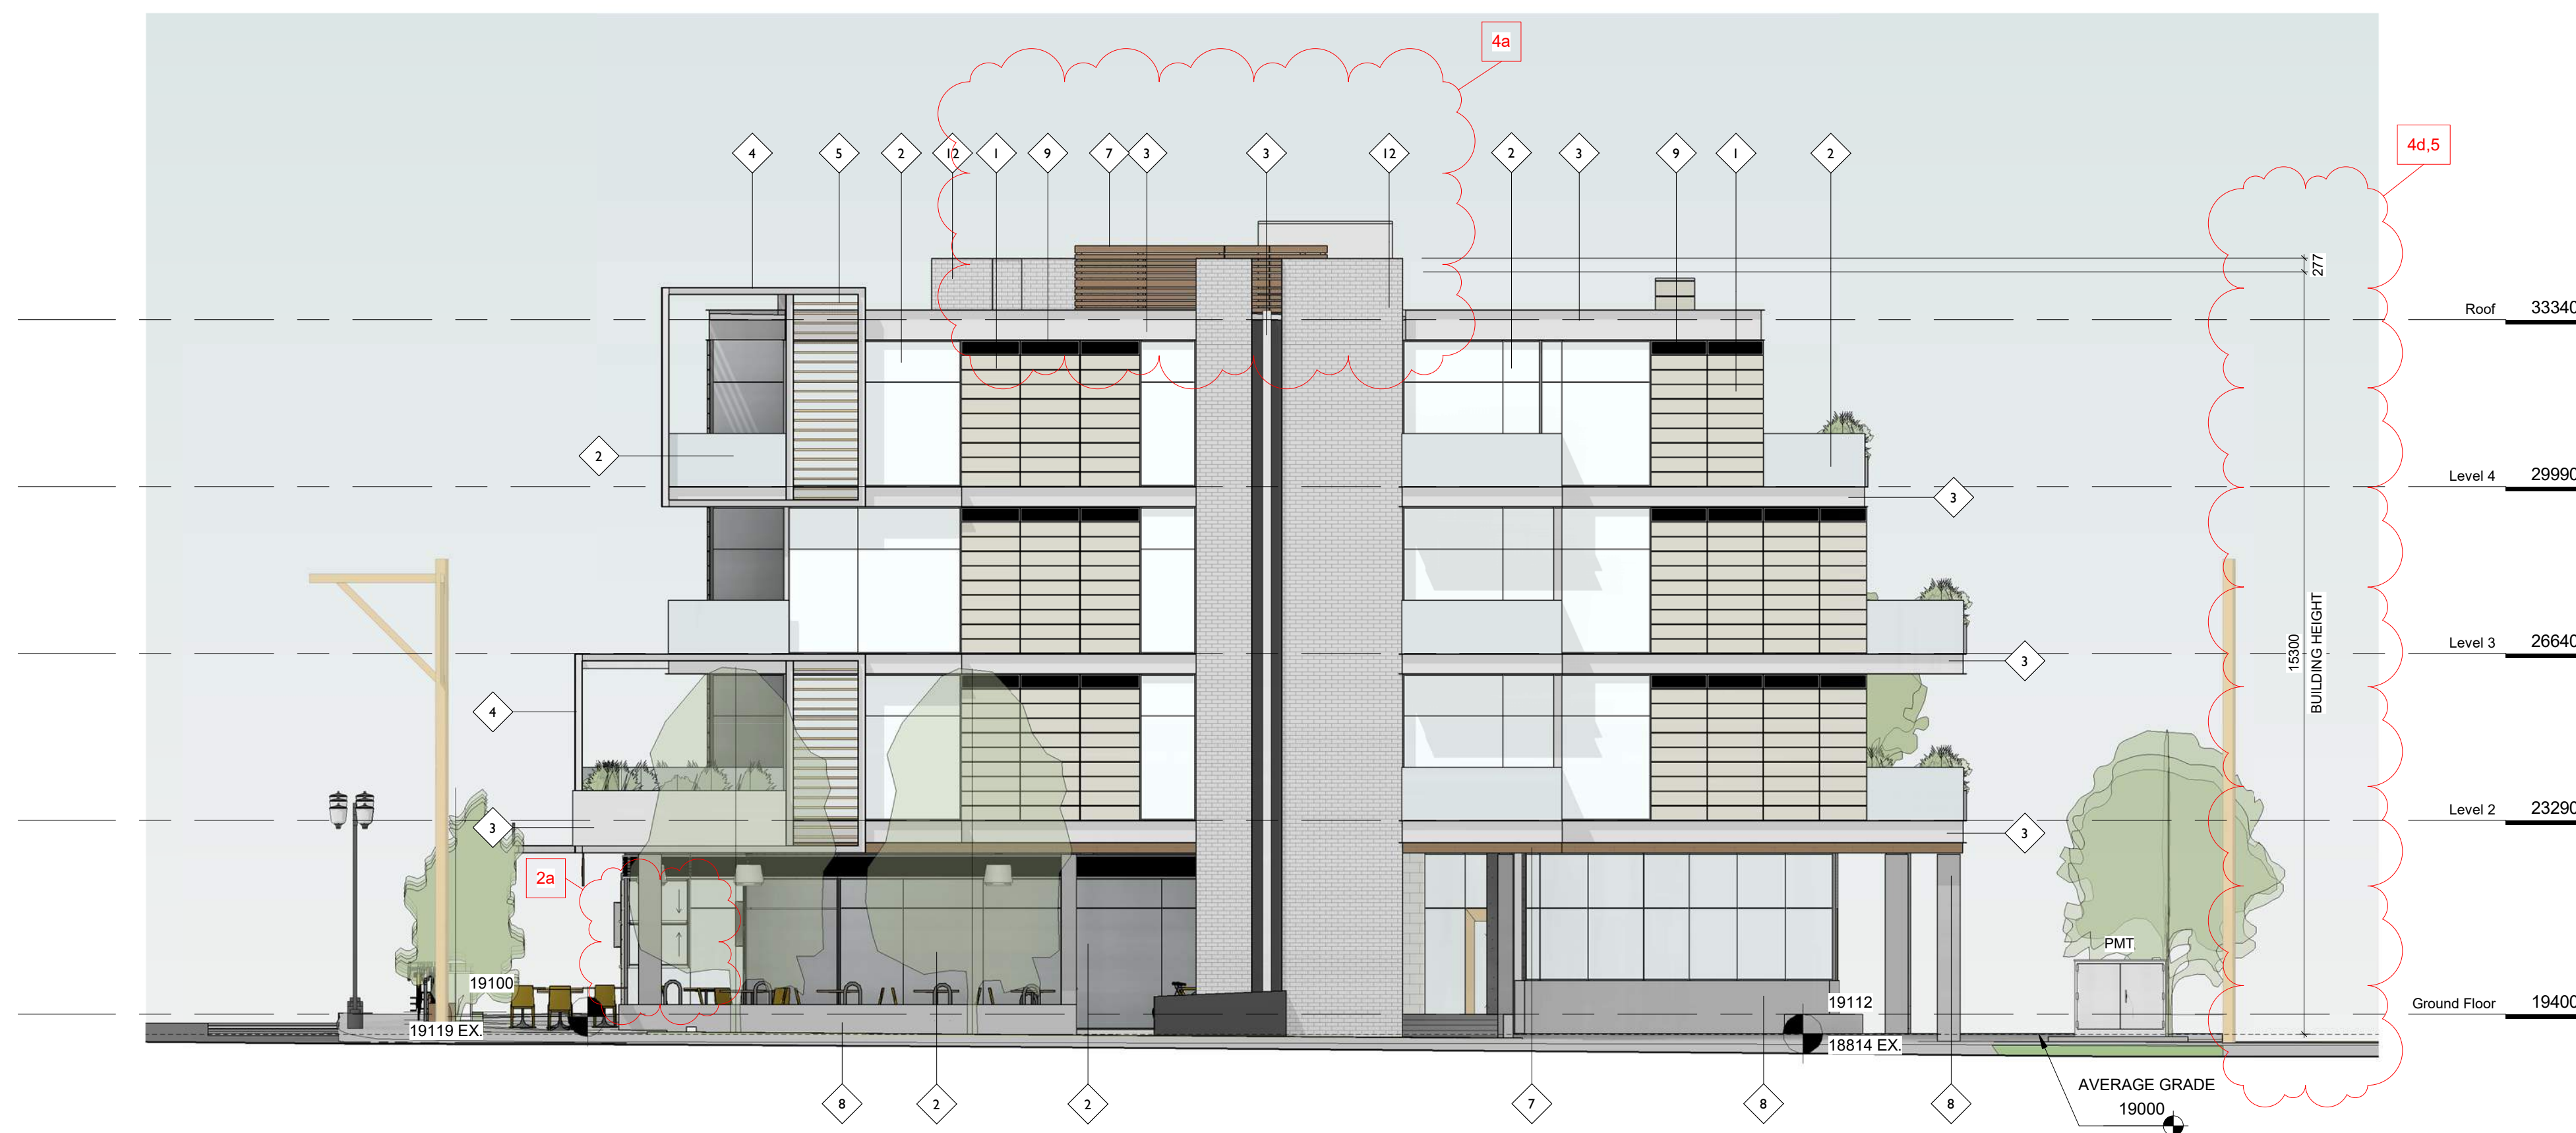 4a
4d,5
4
5
2
12
1
9
7
3
3
12
2
3
9
1
2
277
Roof 33340
2
Level 4 29990
3
15300
BUILDING HEIGHT
Level 3 26640
3
4
Level 2 23290
3
3
2a
PMT
19100
19112
Ground Floor 19400
19119 EX.
18814 EX.
AVERAGE GRADE
19000
8
2
2
7
8
8